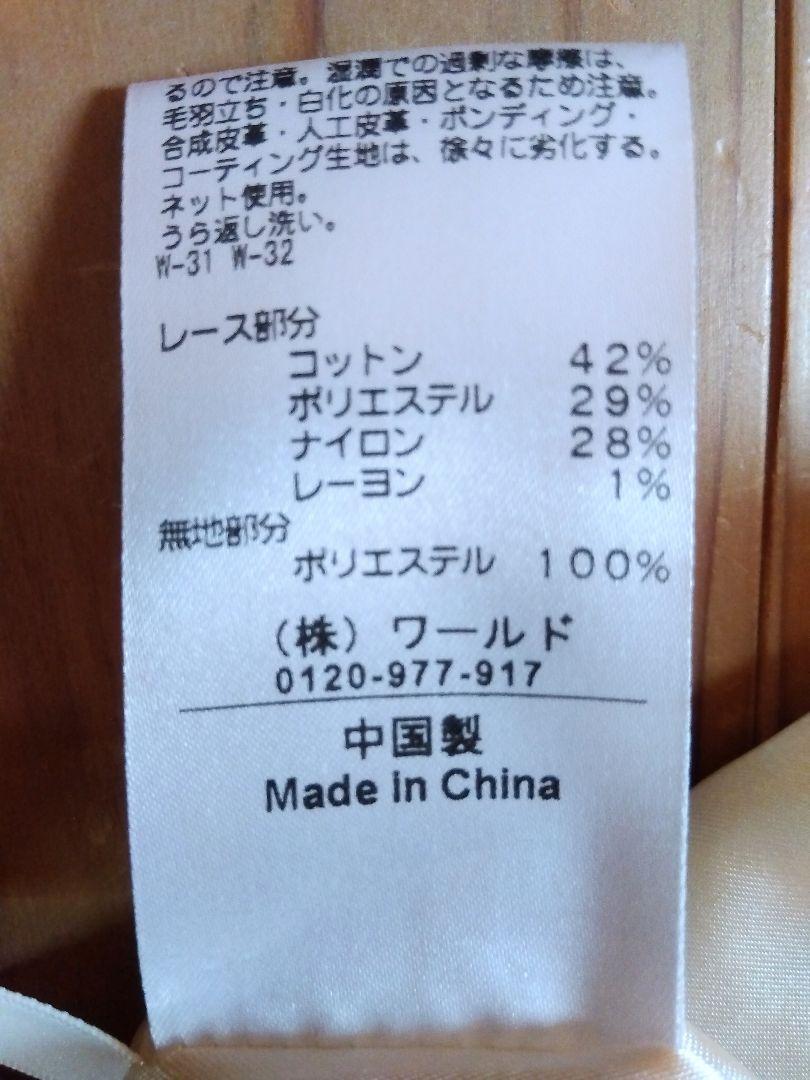 るので注意。湿潤での過剰な摩擦は、
毛羽立ち・白化の原因となるため注意。
合成皮革・人工皮革・ボンディング・
コーティング生地は、徐々に劣化する。
ネット使用。
うら返し洗い。
W-31 W-32
レース部分
コットン 42%
ポリエステル 29%
ナイロン 28%
レーヨン 1%
無地部分
ポリエステル 100%
(株) ワールド
0120-977-917
中国製
Made in China